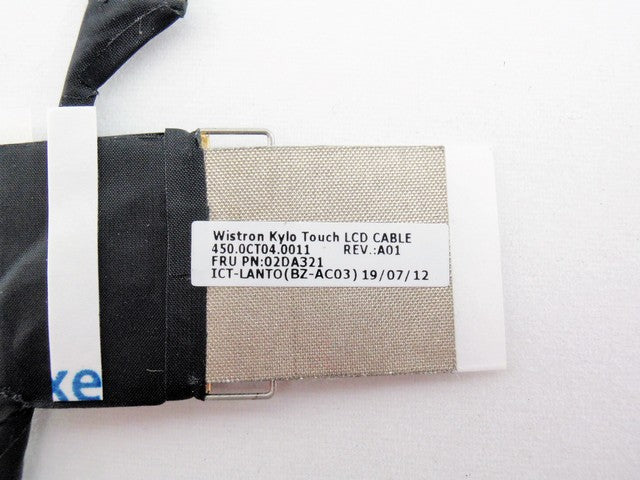 Wistron Kylo Touch LCD CABLE
450.0CT04.0011 REV.:A01
FRU PN:02DA321
ICT-LANTO(BZ-AC03) 19/07/12
xe